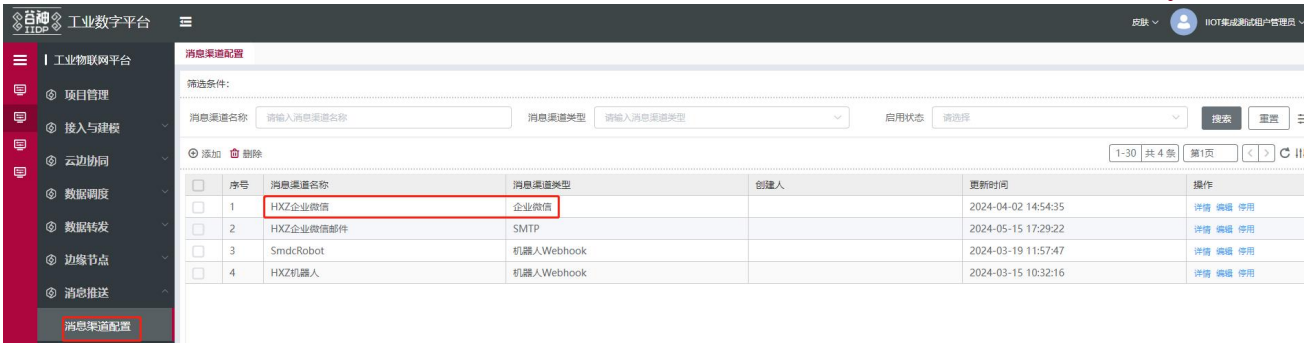 谷神 IIDP 工业数字平台 皮肤 IIOT集成测试租户管理员
工业物联网平台 消息渠道配置
筛选条件:
项目管理
消息渠道名称 请输入消息渠道名称 消息渠道类型 请输入消息渠道类型 启用状态 请选择 搜索 重置
接入与建模
添加 删除 1-30 共 4 条 第1页
云边协同
序号 消息渠道名称 消息渠道类型 创建人 更新时间 操作
数据调度
1 HXZ企业微信 企业微信 2024-04-02 14:54:35 详情 编辑 停用
数据转发
2 HXZ企业微信邮件 SMTP 2024-05-15 17:29:22 详情 编辑 停用
3 SmdcRobot 机器人Webhook 2024-03-19 11:57:47 详情 编辑 停用
边缘节点
4 HXZ机器人 机器人Webhook 2024-03-15 10:32:16 详情 编辑 停用
消息推送
消息渠道配置